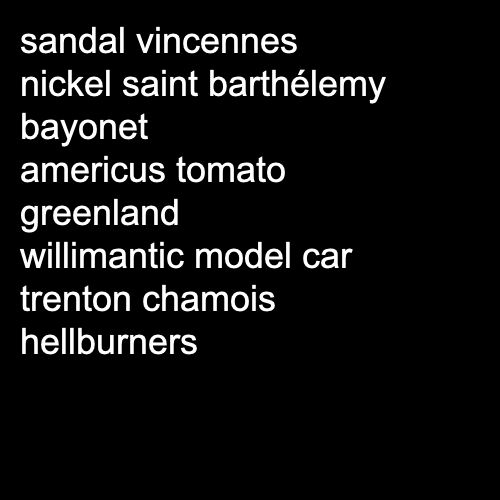 sandal vincennes
nickel saint barthélemy
bayonet
americus tomato
greenland
willimantic model car
trenton chamois
hellburners